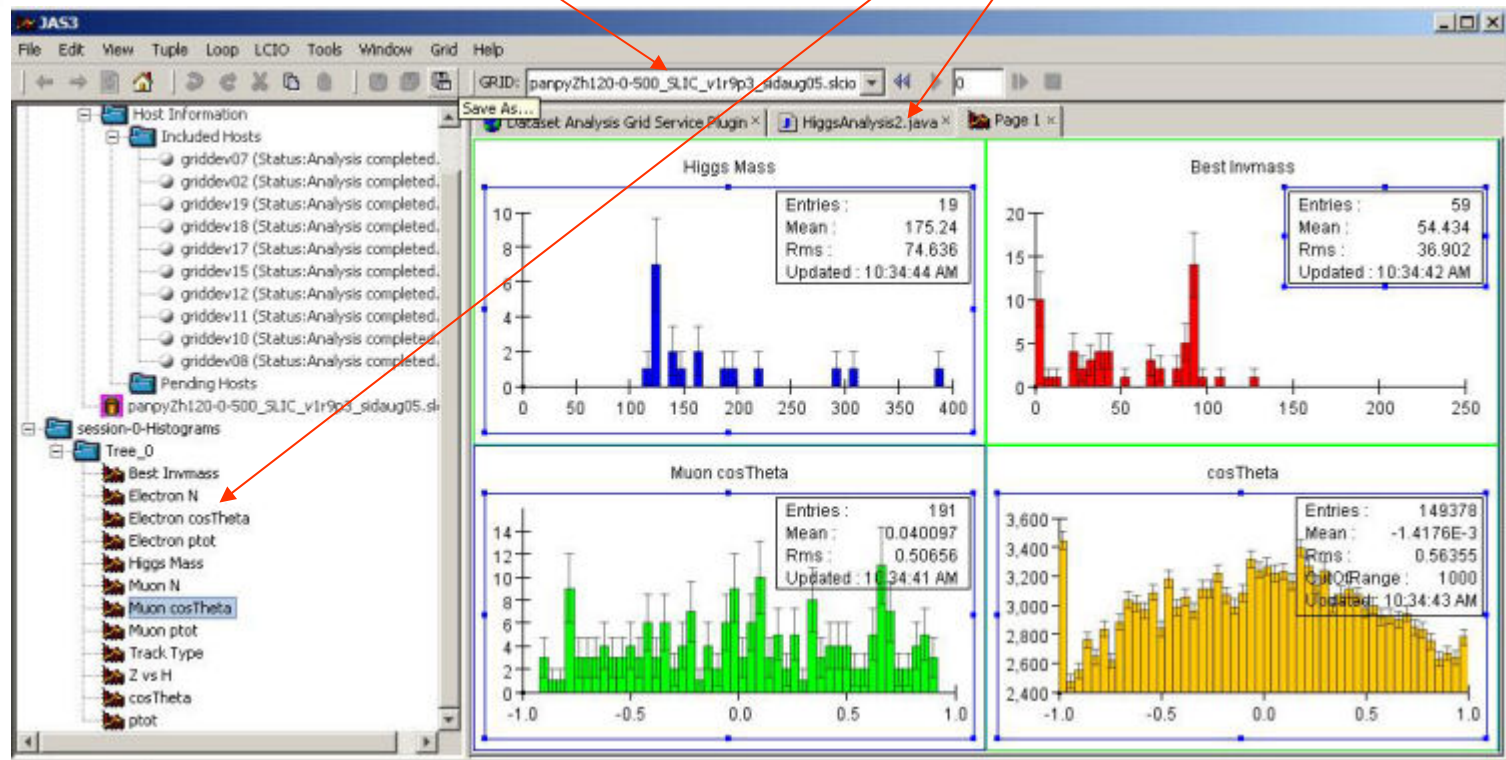 JAS3
File Edit View Tuple Loop LCIO Tools Window Grid Help
GRID: panpyZh120-0-500_SLIC_v1r9p3_sidaug05.slcio 0
Save As...
Dataset Analysis Grid Service Plugin × HiggsAnalysis2.java × Page 1 ×
Host Information
Included Hosts
griddev07 (Status:Analysis completed.
griddev02 (Status:Analysis completed.
griddev19 (Status:Analysis completed.
griddev18 (Status:Analysis completed.
griddev17 (Status:Analysis completed.
griddev15 (Status:Analysis completed.
griddev12 (Status:Analysis completed.
griddev11 (Status:Analysis completed.
griddev10 (Status:Analysis completed.
griddev08 (Status:Analysis completed.
Pending Hosts
panpyZh120-0-500_SLIC_v1r9p3_sidaug05.sl
session-0-Histograms
Tree_0
Best Invmass
Electron N
Electron cosTheta
Electron ptot
Higgs Mass
Muon N
Muon cosTheta
Muon ptot
Track Type
Z vs H
cosTheta
ptot
Higgs Mass
Entries : 19
Mean : 175.24
Rms : 74.636
Updated : 10:34:44 AM
10
8
6
4
2
0
0 50 100 150 200 250 300 350 400
Best Invmass
Entries : 59
Mean : 54.434
Rms : 36.902
Updated : 10:34:42 AM
20
15
10
5
0
0 50 100 150 200 250
Muon cosTheta
Entries : 191
Mean : 0.040097
Rms : 0.50656
Updated : 10:34:41 AM
14
12
10
8
6
4
2
0
-1.0 -0.5 0.0 0.5 1.0
cosTheta
Entries : 149378
Mean : -1.4176E-3
Rms : 0.56355
OutOfRange : 1000
Updated : 10:34:43 AM
3,600
3,400
3,200
3,000
2,800
2,600
2,400
-1.0 -0.5 0.0 0.5 1.0